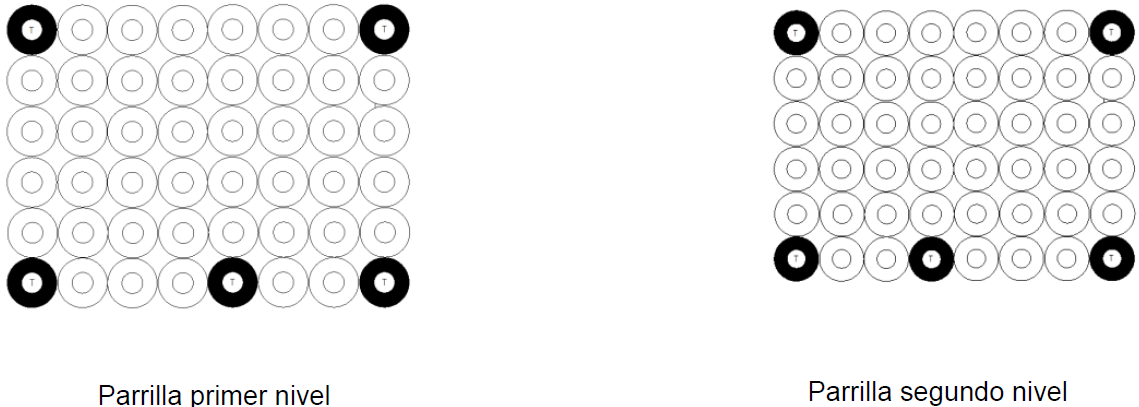 T T
T T
T T T
T T T
Parrilla primer nivel
Parrilla segundo nivel